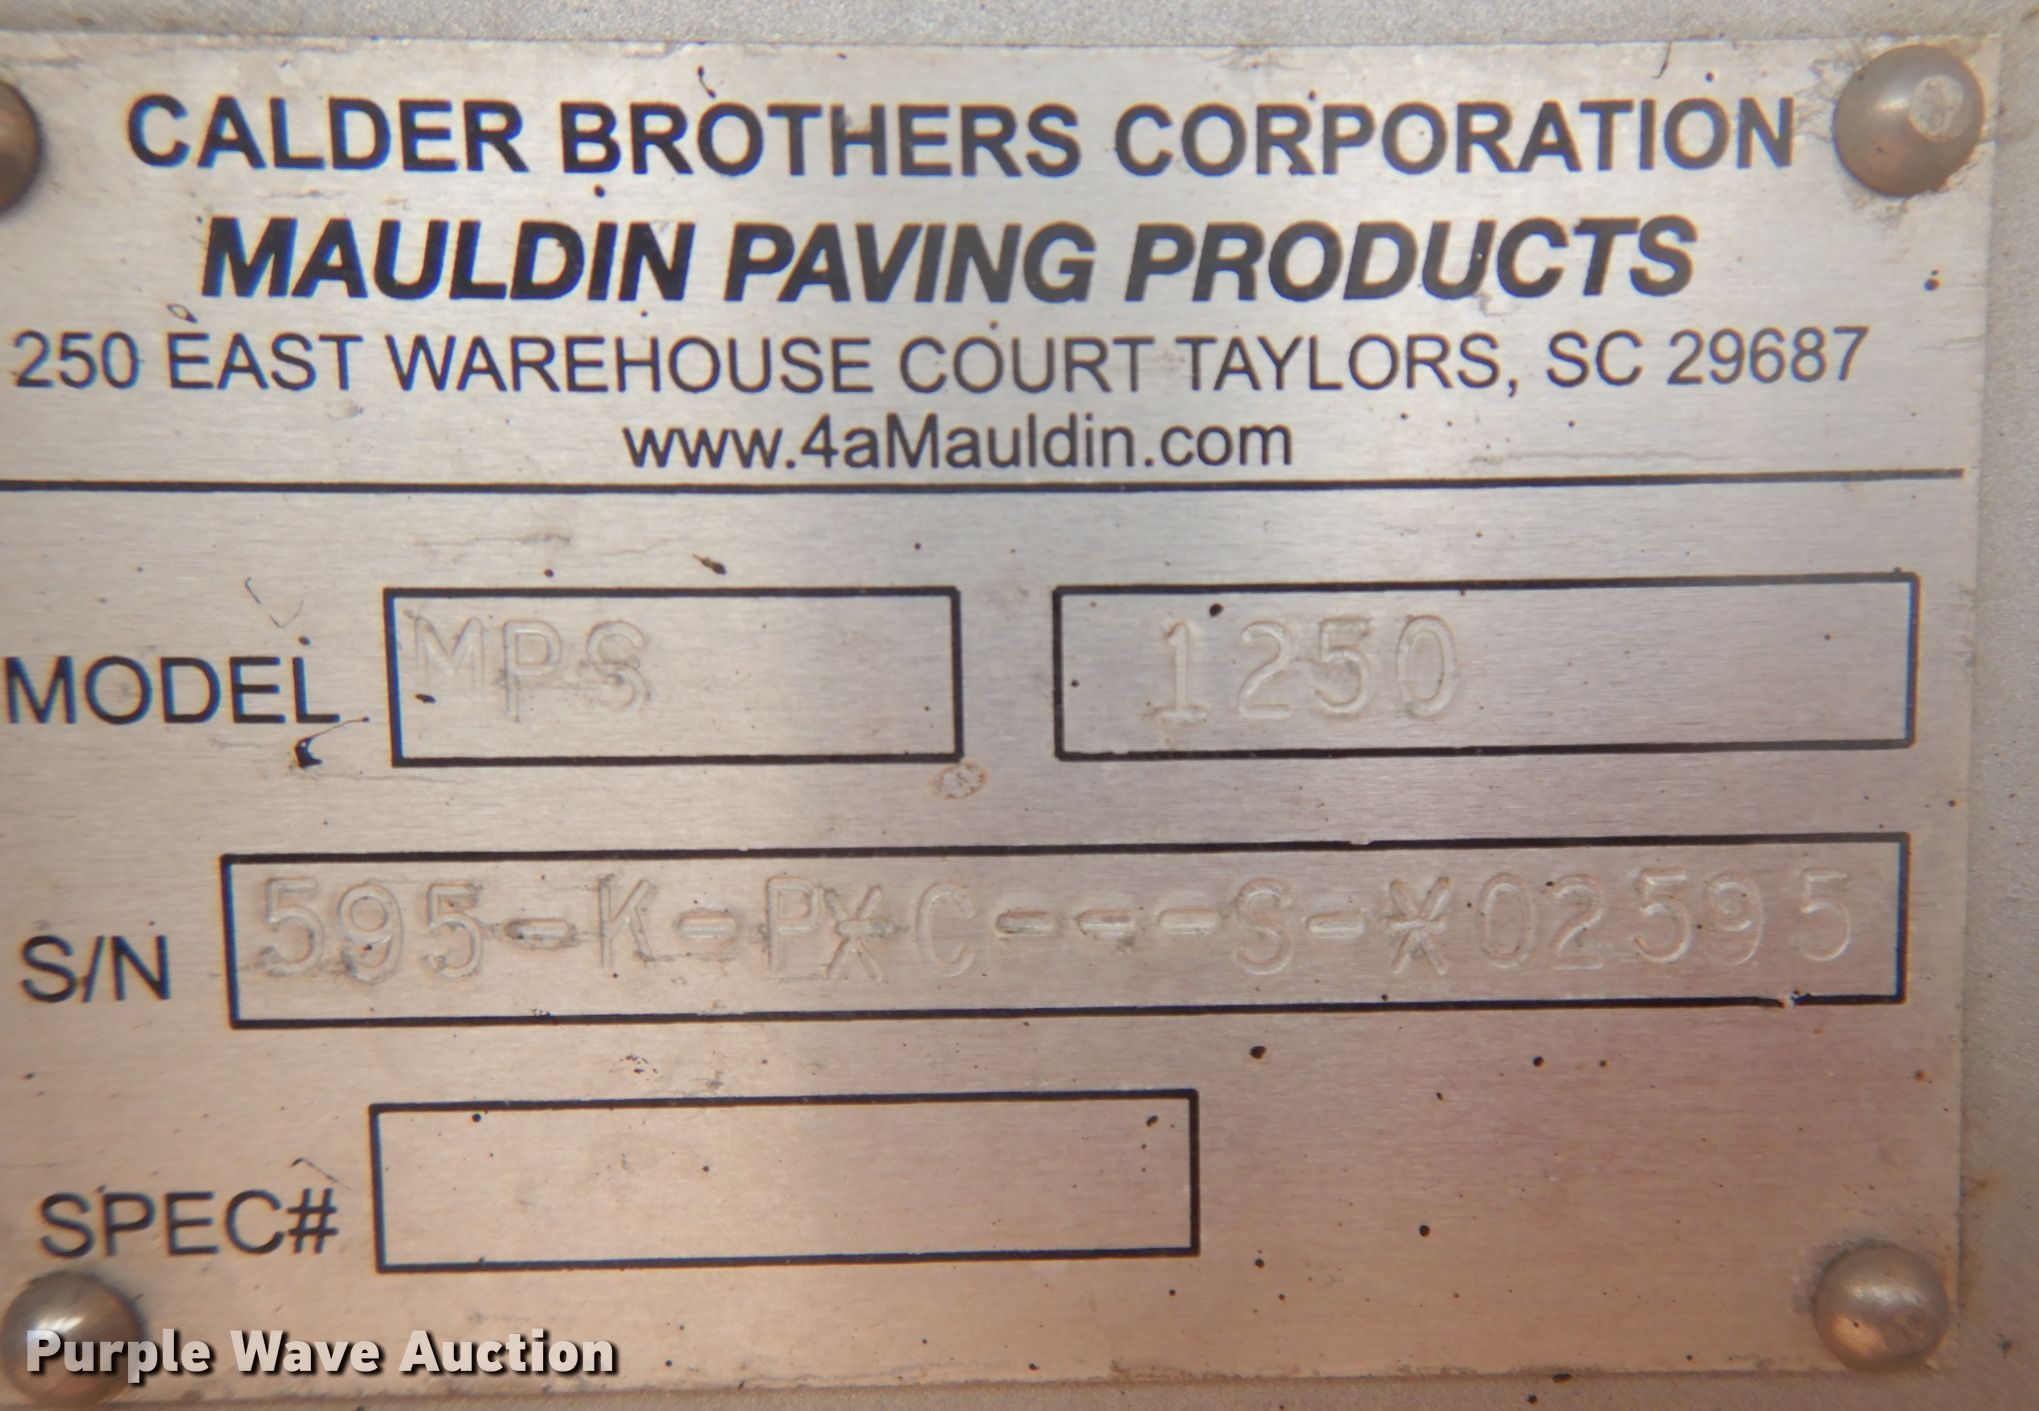 CALDER BROTHERS CORPORATION
MAULDIN PAVING PRODUCTS
250 EAST WAREHOUSE COURT TAYLORS, SC 29687
www.4aMauldin.com
MODEL MPS 1250
S/N 595-K-P*C---S-*02595
SPEC#
Purple Wave Auction